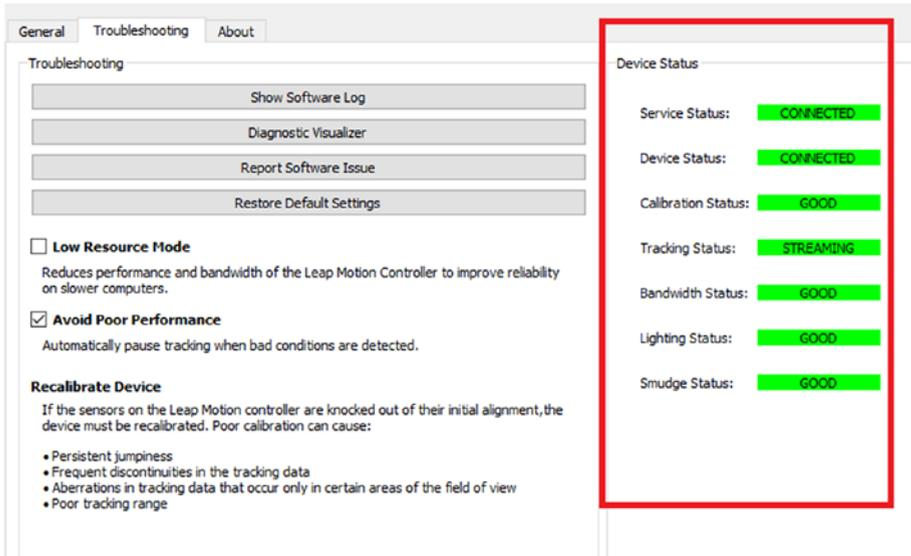 General
Troubleshooting
About
Troubleshooting
Show Software Log
Diagnostic Visualizer
Report Software Issue
Restore Default Settings
Low Resource Mode
Reduces performance and bandwidth of the Leap Motion Controller to improve reliability
on slower computers.
Avoid Poor Performance
Automatically pause tracking when bad conditions are detected.
Recalibrate Device
If the sensors on the Leap Motion controller are knocked out of their initial alignment,the
device must be recalibrated. Poor calibration can cause:
• Persistent jumpiness
• Frequent discontinuities in the tracking data
• Aberrations in tracking data that occur only in certain areas of the field of view
• Poor tracking range
Device Status
Service Status: CONNECTED
Device Status: CONNECTED
Calibration Status: GOOD
Tracking Status: STREAMING
Bandwidth Status: GOOD
Lighting Status: GOOD
Smudge Status: GOOD